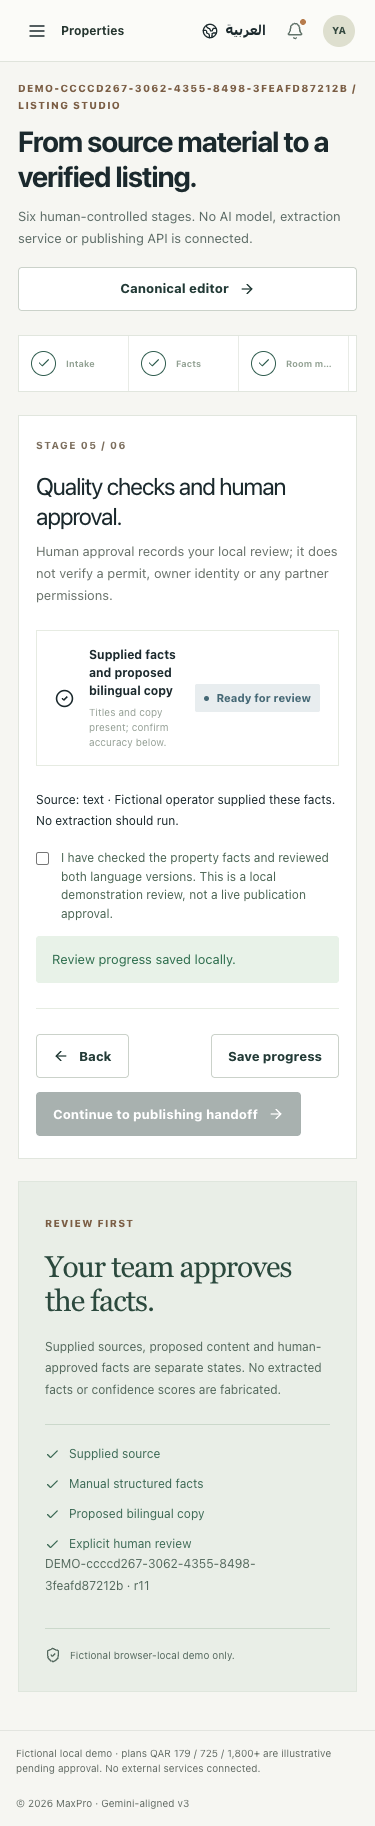 Properties
العربية
YA
DEMO-CCCCD267-3062-4355-8498-3FEAFD87212B /
LISTING STUDIO
From source material to a
verified listing.
Six human-controlled stages. No AI model, extraction
service or publishing API is connected.
Canonical editor
Intake
Facts
Room m...
STAGE 05 / 06
Quality checks and human
approval.
Human approval records your local review; it does
not verify a permit, owner identity or any partner
permissions.
Supplied facts
and proposed
bilingual copy
Titles and copy
present; confirm
accuracy below.
Ready for review
Source: text · Fictional operator supplied these facts.
No extraction should run.
I have checked the property facts and reviewed
both language versions. This is a local
demonstration review, not a live publication
approval.
Review progress saved locally.
Back
Save progress
Continue to publishing handoff
REVIEW FIRST
Your team approves
the facts.
Supplied sources, proposed content and human-
approved facts are separate states. No extracted
facts or confidence scores are fabricated.
Supplied source
Manual structured facts
Proposed bilingual copy
Explicit human review
DEMO-ccccd267-3062-4355-8498-
3feafd87212b · r11
Fictional browser-local demo only.
Fictional local demo · plans QAR 179 / 725 / 1,800+ are illustrative
pending approval. No external services connected.
© 2026 MaxPro · Gemini-aligned v3